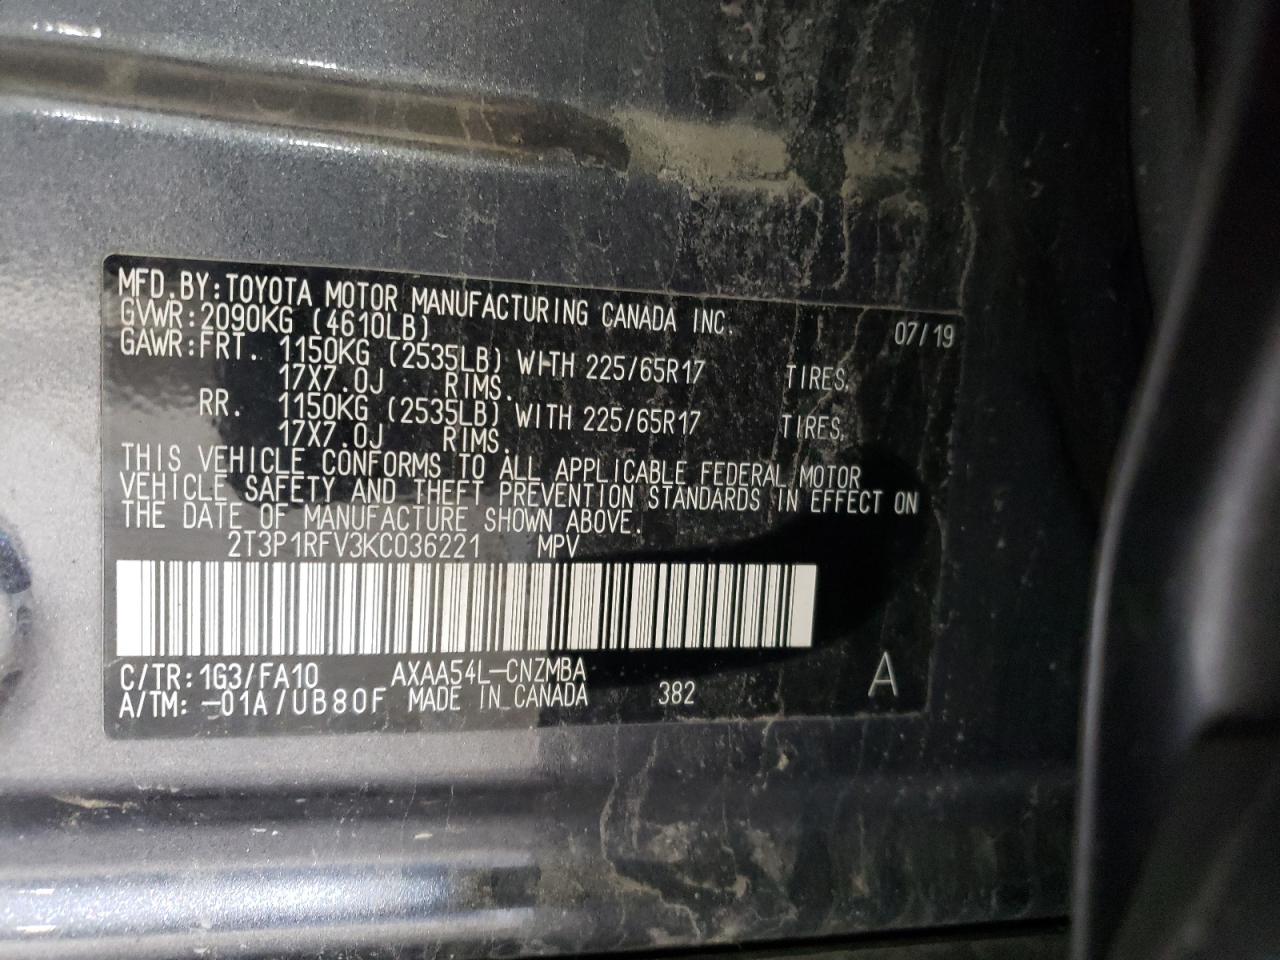 MFD.BY:TOYOTA MOTOR MANUFACTURING CANADA INC.
GVWR:2090KG (4610LB) 07/19
GAWR:FRT. 1150KG (2535LB) WITH 225/65R17 TIRES,
17X7.0J RIMS.
RR. 1150KG (2535LB) WITH 225/65R17 TIRES,
17X7.0J RIMS.
THIS VEHICLE CONFORMS TO ALL APPLICABLE FEDERAL MOTOR
VEHICLE SAFETY AND THEFT PREVENTION STANDARDS IN EFFECT ON
THE DATE OF MANUFACTURE SHOWN ABOVE.
2T3P1RFV3KC036221 MPV
C/TR:1G3/FA10 AXAA54L-CNZMBA
A/TM:-01A/UB80F MADE IN CANADA 382 A